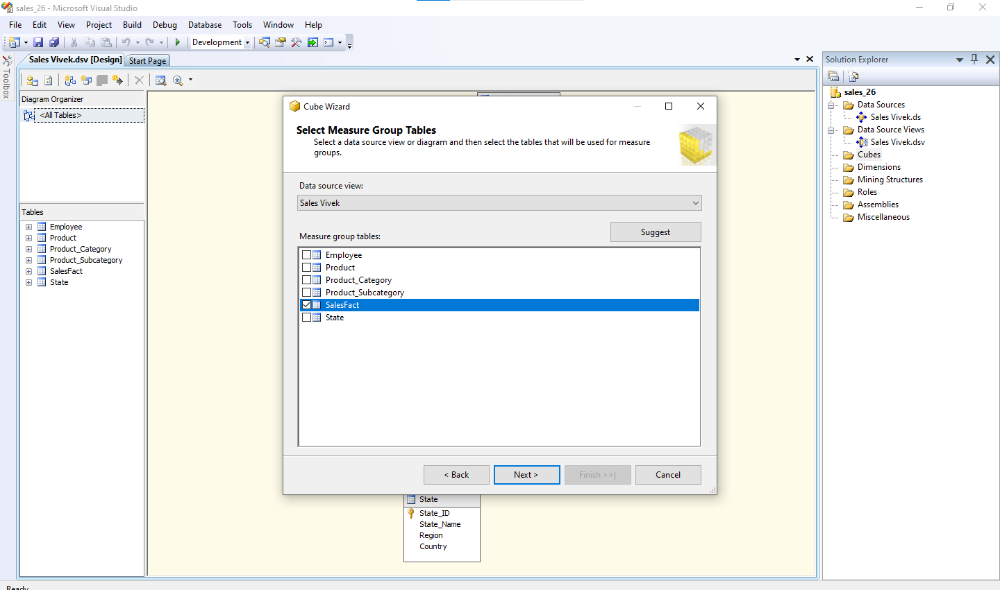 sales_26 - Microsoft Visual Studio
File Edit View Project Build Debug Database Tools Window Help
Development
Toolbox
Sales Vivek.dsv [Design] Start Page
Diagram Organizer
<All Tables>
Tables
Employee
Product
Product_Category
Product_Subcategory
SalesFact
State
Cube Wizard
Select Measure Group Tables
Select a data source view or diagram and then select the tables that will be used for measure
groups.
Data source view:
Sales Vivek
Suggest
Measure group tables:
Employee
Product
Product_Category
Product_Subcategory
SalesFact
State
< Back Next > Finish >>| Cancel
State
State_ID
State_Name
Region
Country
Solution Explorer
sales_26
Data Sources
Sales Vivek.ds
Data Source Views
Sales Vivek.dsv
Cubes
Dimensions
Mining Structures
Roles
Assemblies
Miscellaneous
Ready